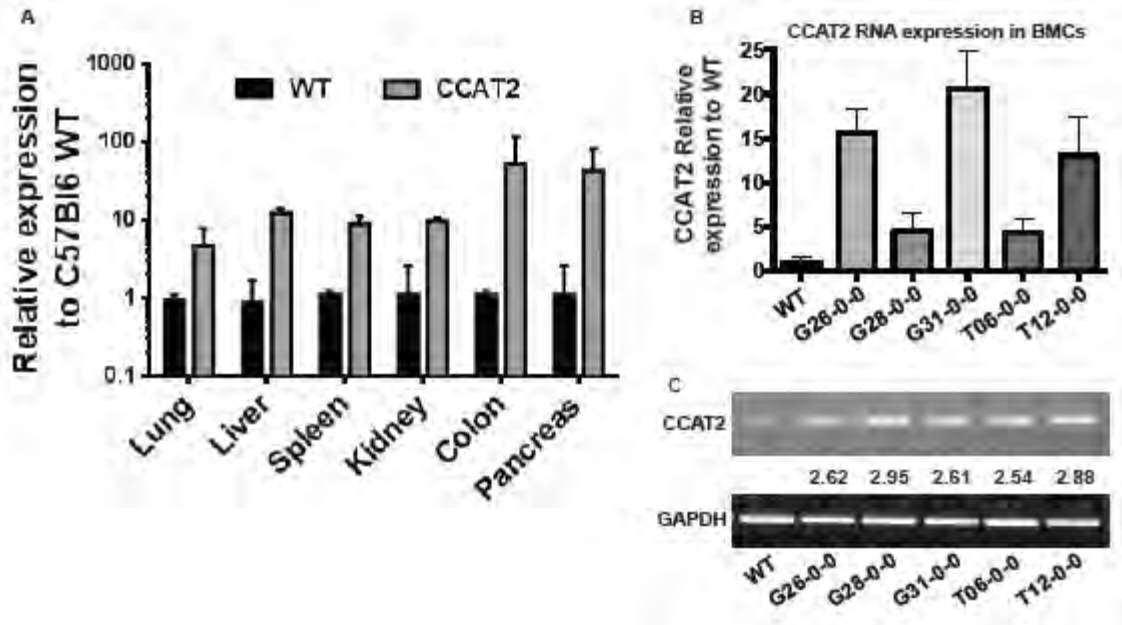 A
Relative expression
to C57Bl6 WT
1000
100
10
1
0.1
WT CCAT2
Lung Liver Spleen Kidney Colon Pancreas
B
CCAT2 RNA expression in BMCs
CCAT2 Relative
expression to WT
25
20
15
10
5
0
WT G26-0-0 G28-0-0 G31-0-0 T06-0-0 T12-0-0
C
CCAT2
2.62 2.95 2.61 2.54 2.88
GAPDH
WT G26-0-0 G28-0-0 G31-0-0 T06-0-0 T12-0-0